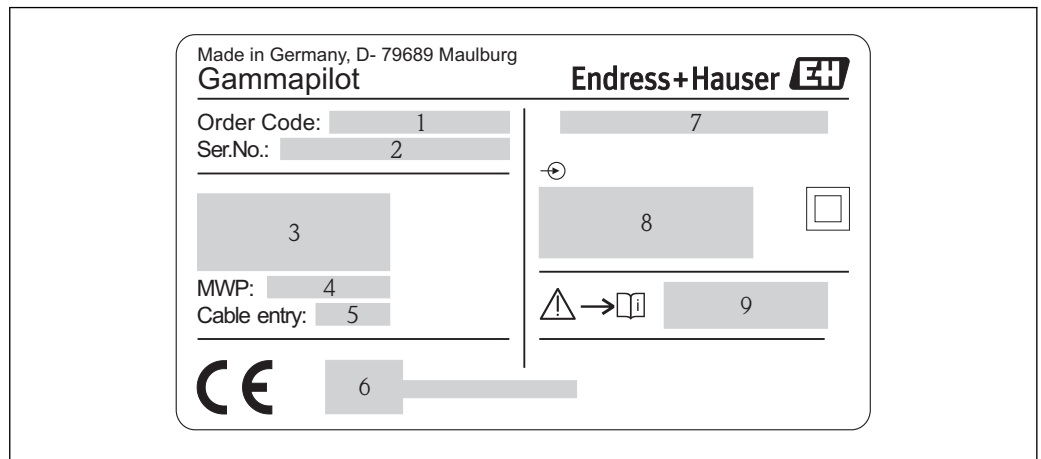 Made in Germany, D- 79689 Maulburg
Gammapilot
Endress+Hauser EH
Order Code: 1
Ser.No.: 2
3
MWP: 4
Cable entry: 5
CE 6
7
8
i 9